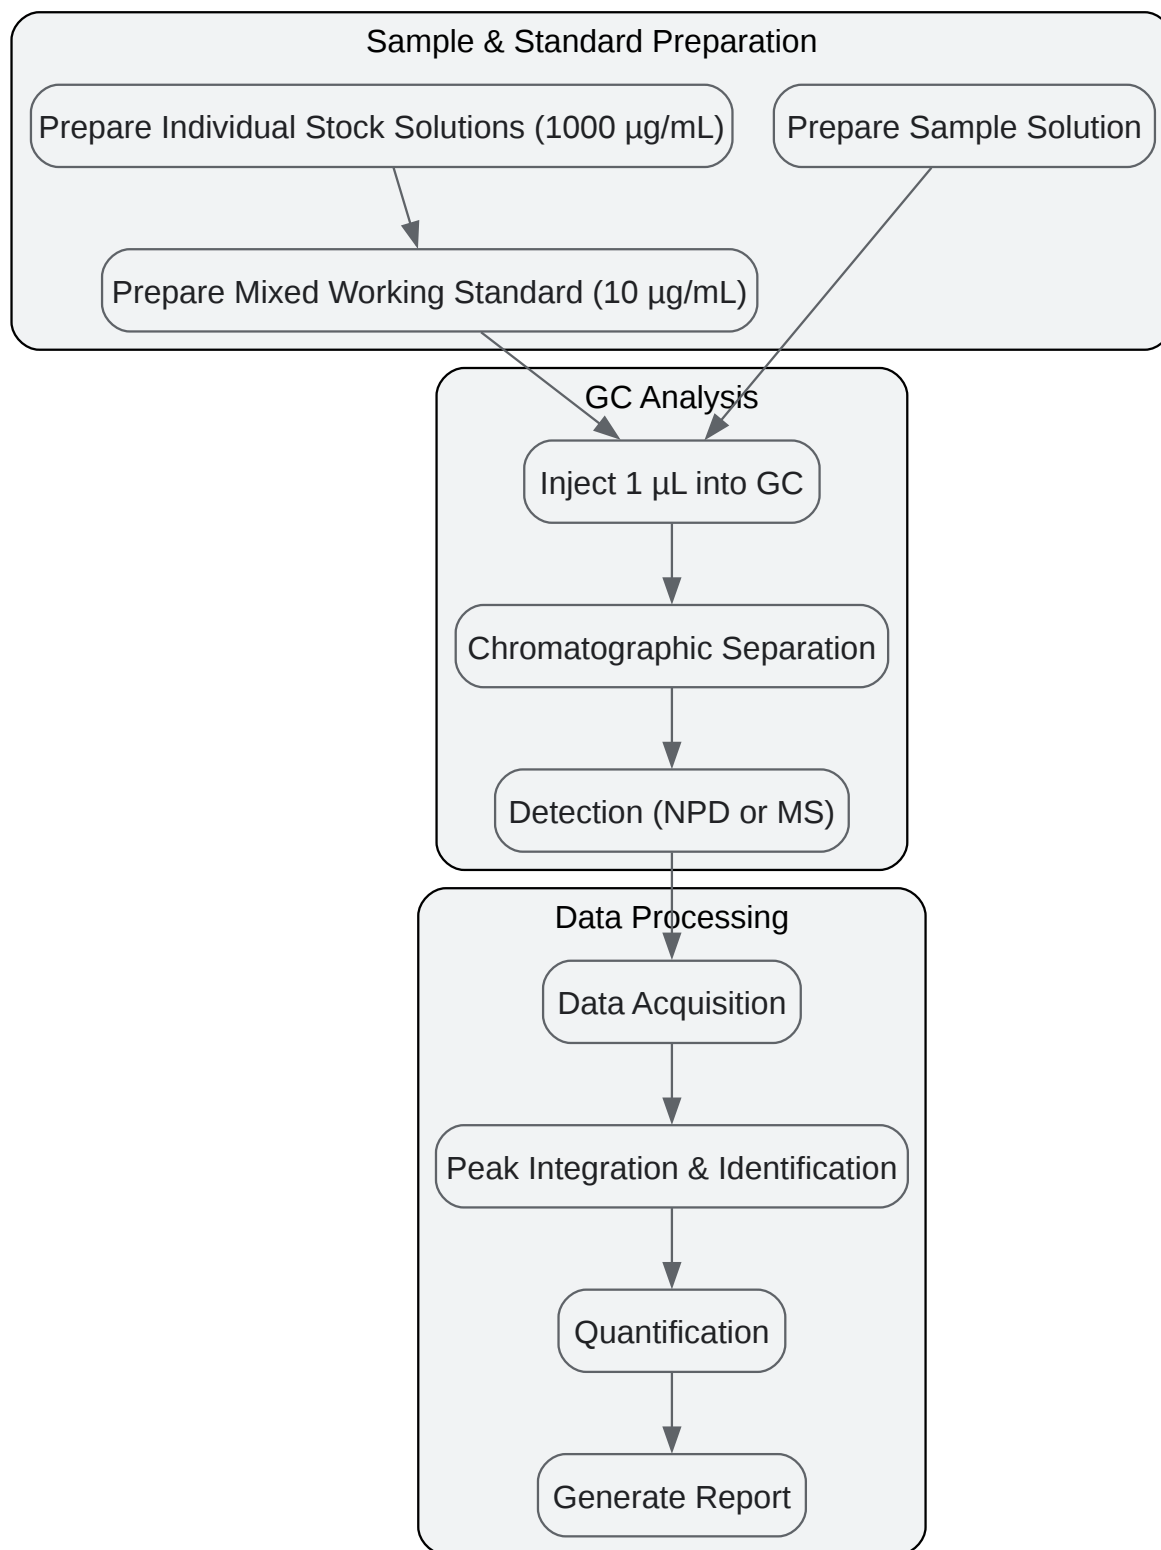 Sample & Standard Preparation
Prepare Individual Stock Solutions (1000 µg/mL)
Prepare Sample Solution
Prepare Mixed Working Standard (10 µg/mL)
GC Analysis
Inject 1 µL into GC
Chromatographic Separation
Detection (NPD or MS)
Data Processing
Data Acquisition
Peak Integration & Identification
Quantification
Generate Report